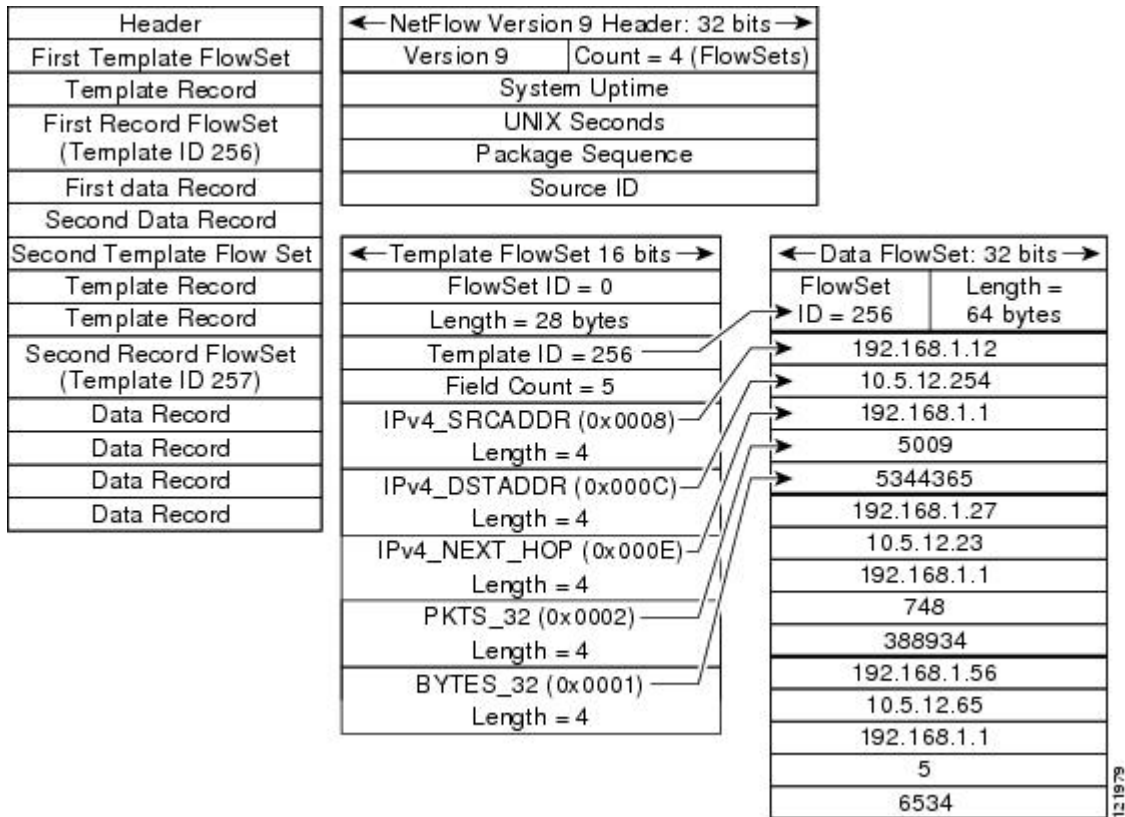 Header
First Template FlowSet
Template Record
First Record FlowSet
(Template ID 256)
First data Record
Second Data Record
Second Template Flow Set
Template Record
Template Record
Second Record FlowSet
(Template ID 257)
Data Record
Data Record
Data Record
Data Record
NetFlow Version 9 Header: 32 bits
Version 9
Count = 4 (FlowSets)
System Uptime
UNIX Seconds
Package Sequence
Source ID
Template FlowSet 16 bits
FlowSet ID = 0
Length = 28 bytes
Template ID = 256
Field Count = 5
IPv4_SRCADDR (0x0008)
Length = 4
IPv4_DSTADDR (0x000C)
Length = 4
IPv4_NEXT_HOP (0x000E)
Length = 4
PKTS_32 (0x0002)
Length = 4
BYTES_32 (0x0001)
Length = 4
Data FlowSet: 32 bits
FlowSet
ID = 256
Length =
64 bytes
192.168.1.12
10.5.12.254
192.168.1.1
5009
5344365
192.168.1.27
10.5.12.23
192.168.1.1
748
388934
192.168.1.56
10.5.12.65
192.168.1.1
5
6534
121979